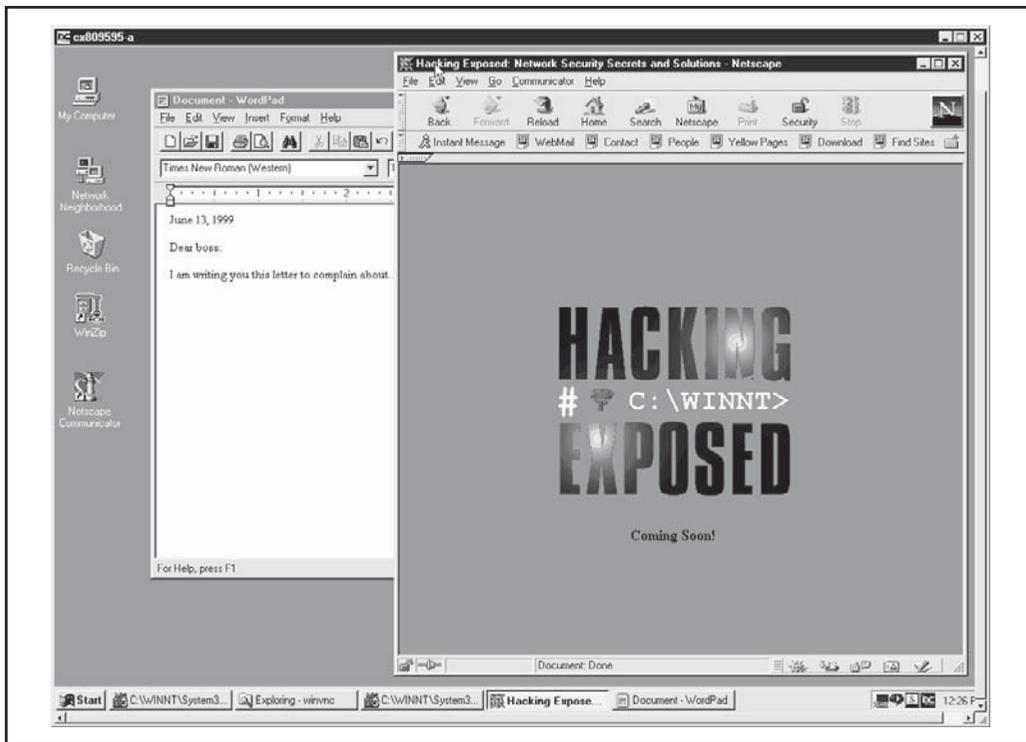 cx809595-a
My Computer
Network
Neighborhood
Recycle Bin
WinZip
Netscape
Communicator
Document - WordPad
File Edit View Insert Format Help
Times New Roman (Western)
1 2
June 13, 1999
Dear boss:
I am writing you this letter to complain about...
For Help, press F1
Hacking Exposed: Network Security Secrets and Solutions - Netscape
File Edit View Go Communicator Help
Back Forward Reload Home Search Netscape Print Security Stop
N
Instant Message WebMail Contact People Yellow Pages Download Find Sites
HACKING
# C:\WINNT>
EXPOSED
Coming Soon!
Document: Done
Start C:\WINNT\System3... Exploring - winvnc C:\WINNT\System3... Hacking Expose... Document - WordPad 12:26 P